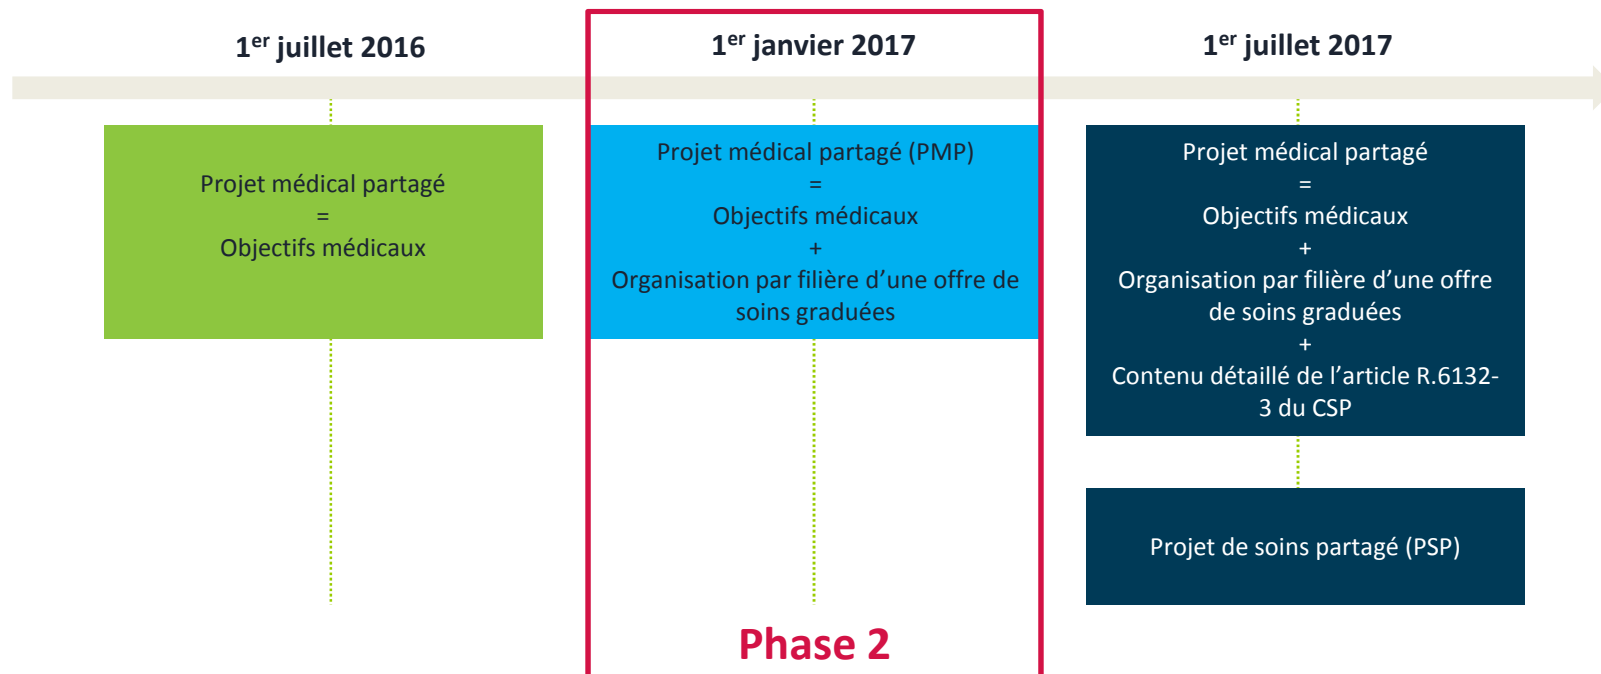 1er juillet 2016
1er janvier 2017
1er juillet 2017
Projet médical partagé
=
Objectifs médicaux
Projet médical partagé (PMP)
=
Objectifs médicaux
+
Organisation par filière d’une offre de
soins graduées
Projet médical partagé
=
Objectifs médicaux
+
Organisation par filière d’une offre
de soins graduées
+
Contenu détaillé de l’article R.6132-
3 du CSP
Projet de soins partagé (PSP)
Phase 2